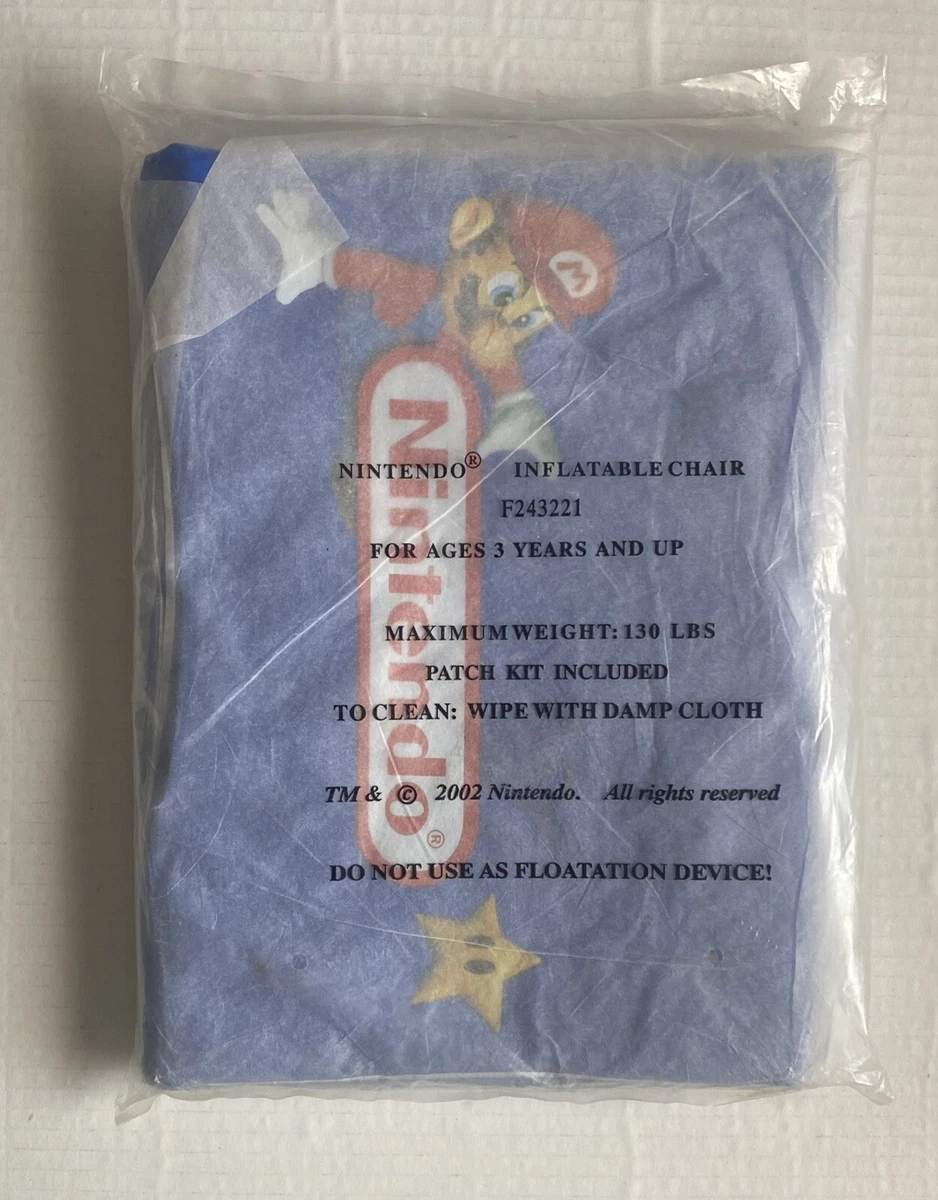 M
Nintendo®
NINTENDO® INFLATABLE CHAIR
F243221
FOR AGES 3 YEARS AND UP
MAXIMUM WEIGHT: 130 LBS
PATCH KIT INCLUDED
TO CLEAN: WIPE WITH DAMP CLOTH
TM & © 2002 Nintendo. All rights reserved
DO NOT USE AS FLOATATION DEVICE!